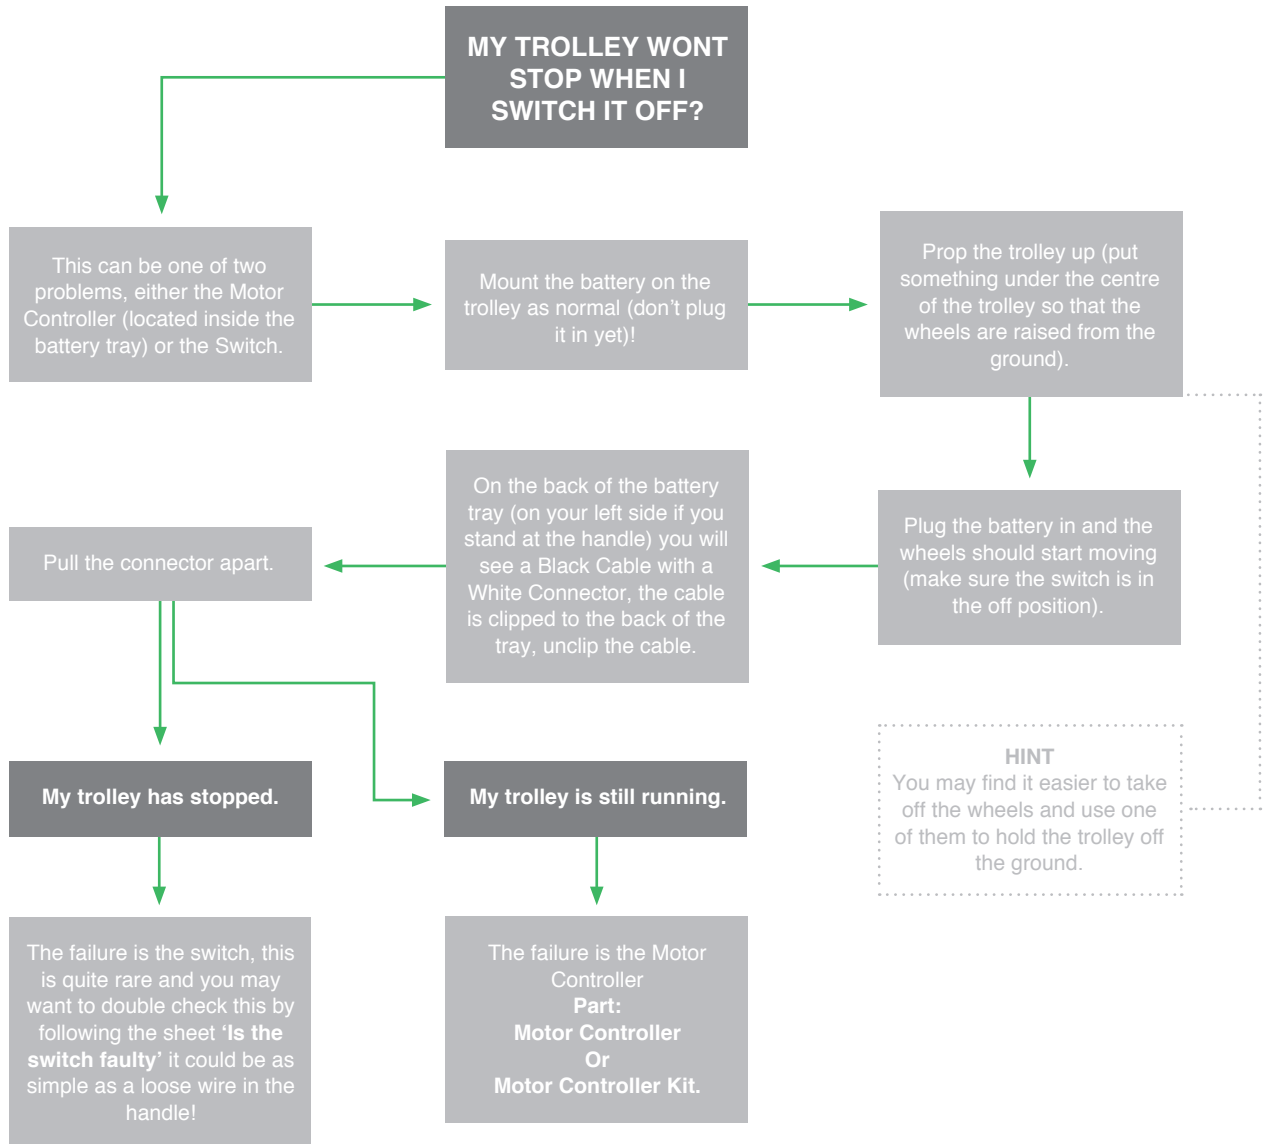 MY TROLLEY WONT
STOP WHEN I
SWITCH IT OFF?
This can be one of two
problems, either the Motor
Controller (located inside the
battery tray) or the Switch.
Mount the battery on the
trolley as normal (don’t plug
it in yet)!
Prop the trolley up (put
something under the centre
of the trolley so that the
wheels are raised from the
ground).
Plug the battery in and the
wheels should start moving
(make sure the switch is in
the off position).
On the back of the battery
tray (on your left side if you
stand at the handle) you will
see a Black Cable with a
White Connector, the cable
is clipped to the back of the
tray, unclip the cable.
Pull the connector apart.
HINT
You may find it easier to take
off the wheels and use one
of them to hold the trolley off
the ground.
My trolley has stopped.
My trolley is still running.
The failure is the switch, this
is quite rare and you may
want to double check this by
following the sheet ‘Is the
switch faulty’ it could be as
simple as a loose wire in the
handle!
The failure is the Motor
Controller
Part:
Motor Controller
Or
Motor Controller Kit.